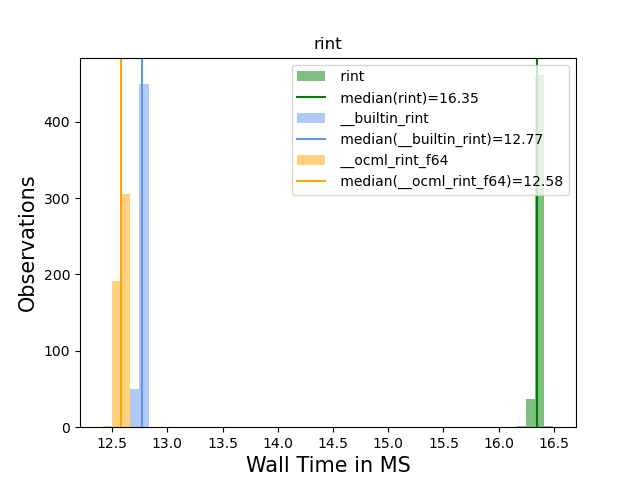 rint
rint
median(rint)=16.35
__builtin_rint
median(__builtin_rint)=12.77
__ocml_rint_f64
median(__ocml_rint_f64)=12.58
Observations
400
300
200
100
0
12.5 13.0 13.5 14.0 14.5 15.0 15.5 16.0 16.5
Wall Time in MS